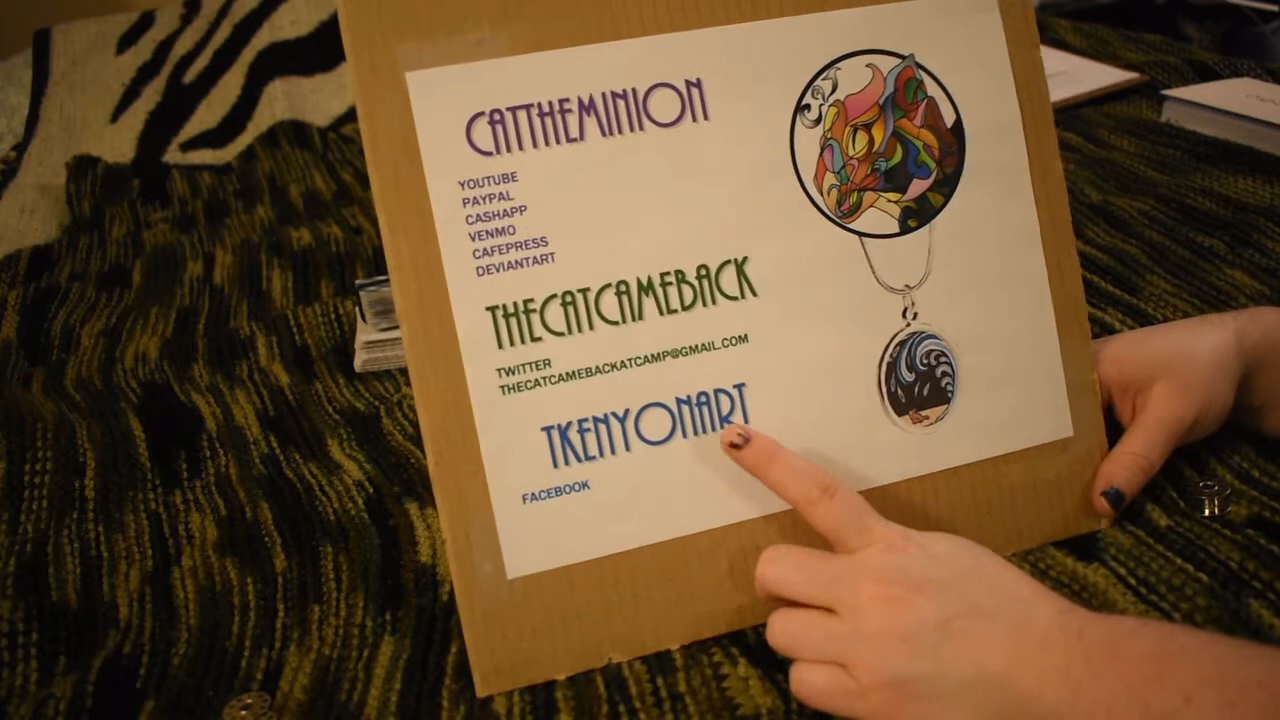 CATTHEMINION
YOUTUBE
PAYPAL
CASHAPP
VENMO
CAFEPRESS
DEVIANTART
THECATCAMEBACK
TWITTER
THECATCAMEBACKATCAMP@GMAIL.COM
TKENYONART
FACEBOOK